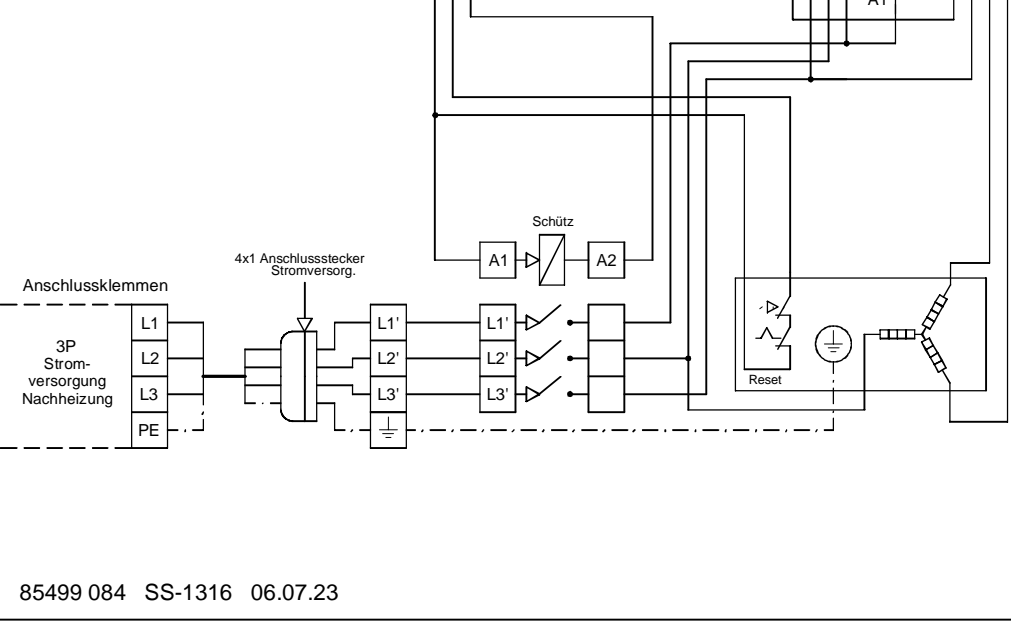 A1
Schütz
A1
A2
4x1 Anschlussstecker
Stromversorg.
Anschlussklemmen
3P
Strom-
versorgung
Nachheizung
L1
L2
L3
PE
L1'
L2'
L3'
L1'
L2'
L3'
Reset
85499 084 SS-1316 06.07.23